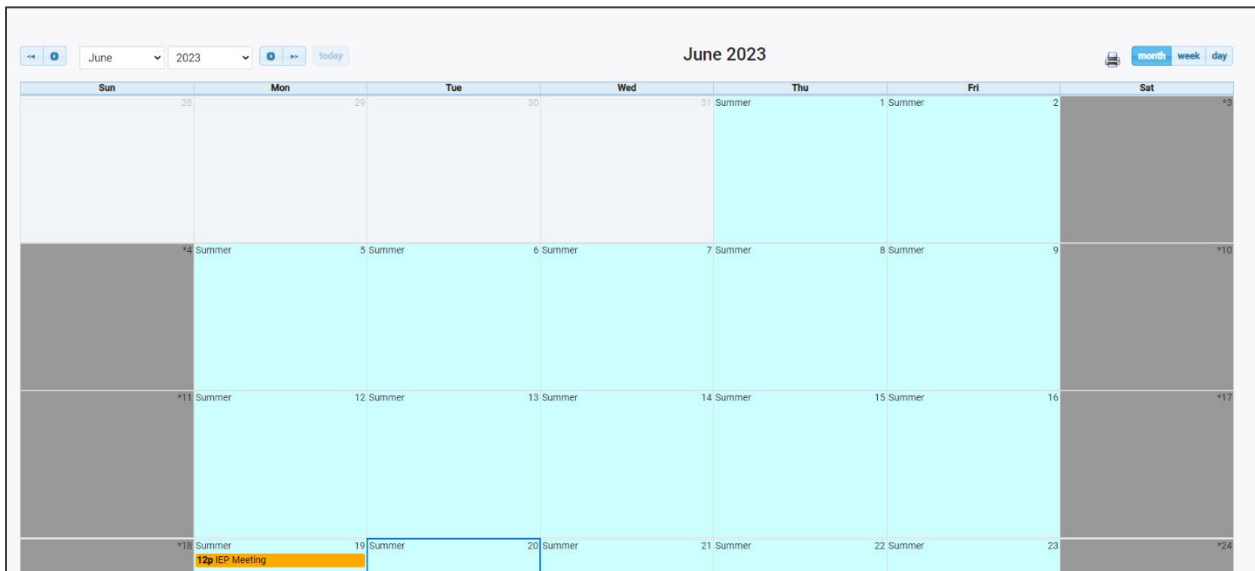 June 2023 today June 2023 month week day
Sun Mon Tue Wed Thu Fri Sat
28 29 30 31 Summer 1 Summer 2 *3
*4 Summer 5 Summer 6 Summer 7 Summer 8 Summer 9 *10
*11 Summer 12 Summer 13 Summer 14 Summer 15 Summer 16 *17
*18 Summer 19 Summer 20 Summer 21 Summer 22 Summer 23 *24
12p IEP Meeting